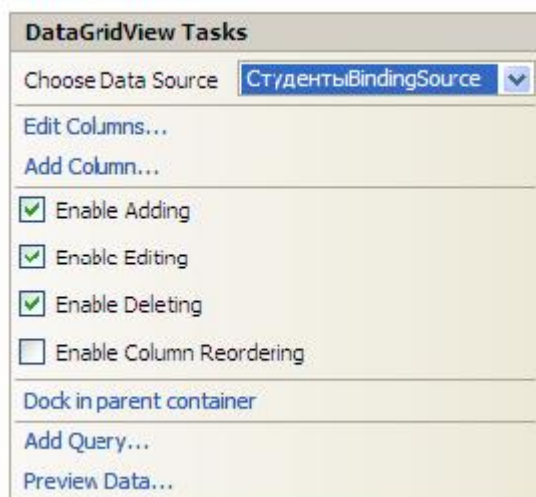 DataGridView Tasks
Choose Data Source СтудентыBindingSource
Edit Columns...
Add Column...
Enable Adding
Enable Editing
Enable Deleting
Enable Column Reordering
Dock in parent container
Add Query...
Preview Data...